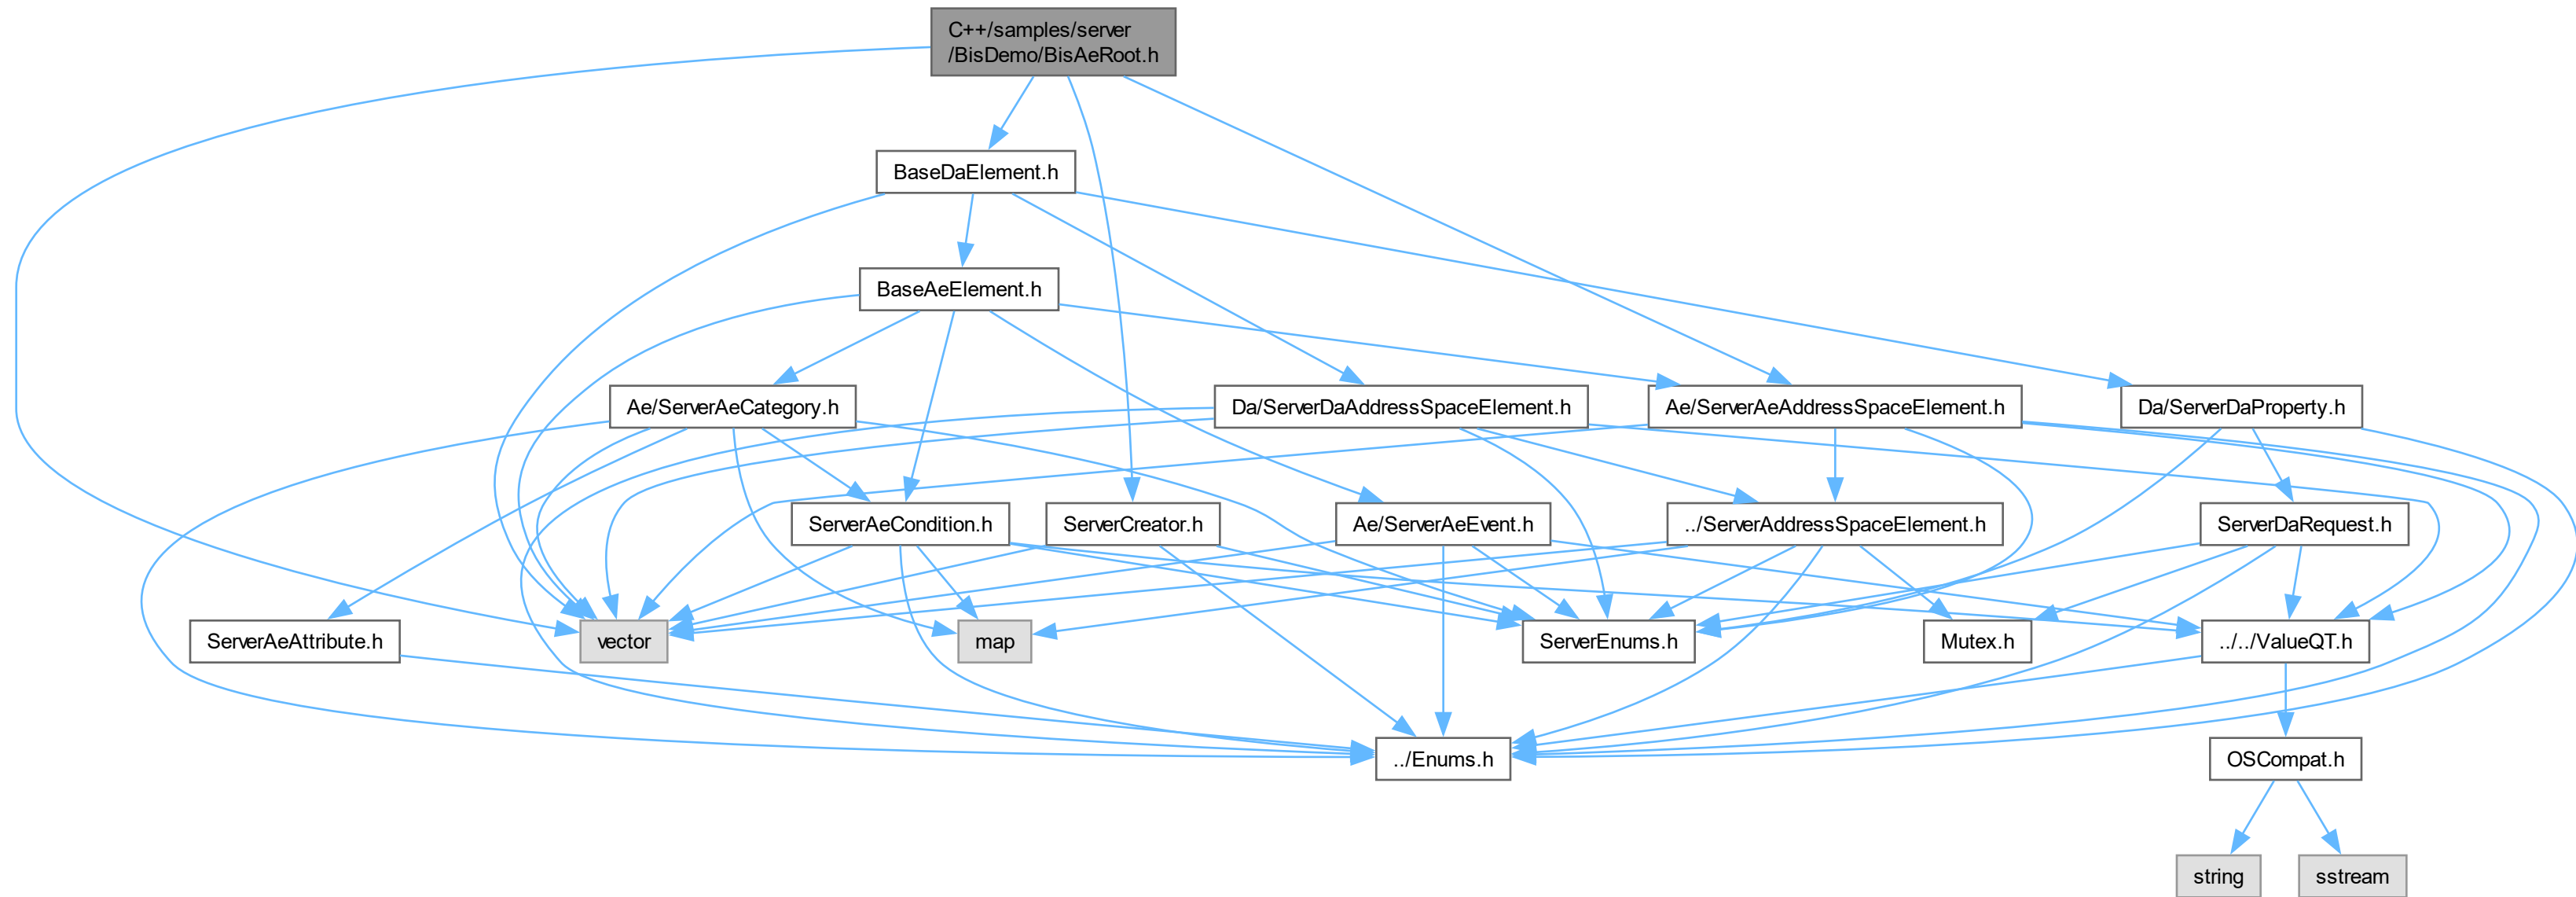 C++/samples/server
/BisDemo/BisAeRoot.h
BaseDaElement.h
BaseAeElement.h
Ae/ServerAeCategory.h
Da/ServerDaAddressSpaceElement.h
Ae/ServerAeAddressSpaceElement.h
Da/ServerDaProperty.h
ServerAeCondition.h
ServerCreator.h
Ae/ServerAeEvent.h
../ServerAddressSpaceElement.h
ServerDaRequest.h
ServerAeAttribute.h
vector
map
ServerEnums.h
Mutex.h
../../ValueQT.h
../Enums.h
OSCompat.h
string
sstream